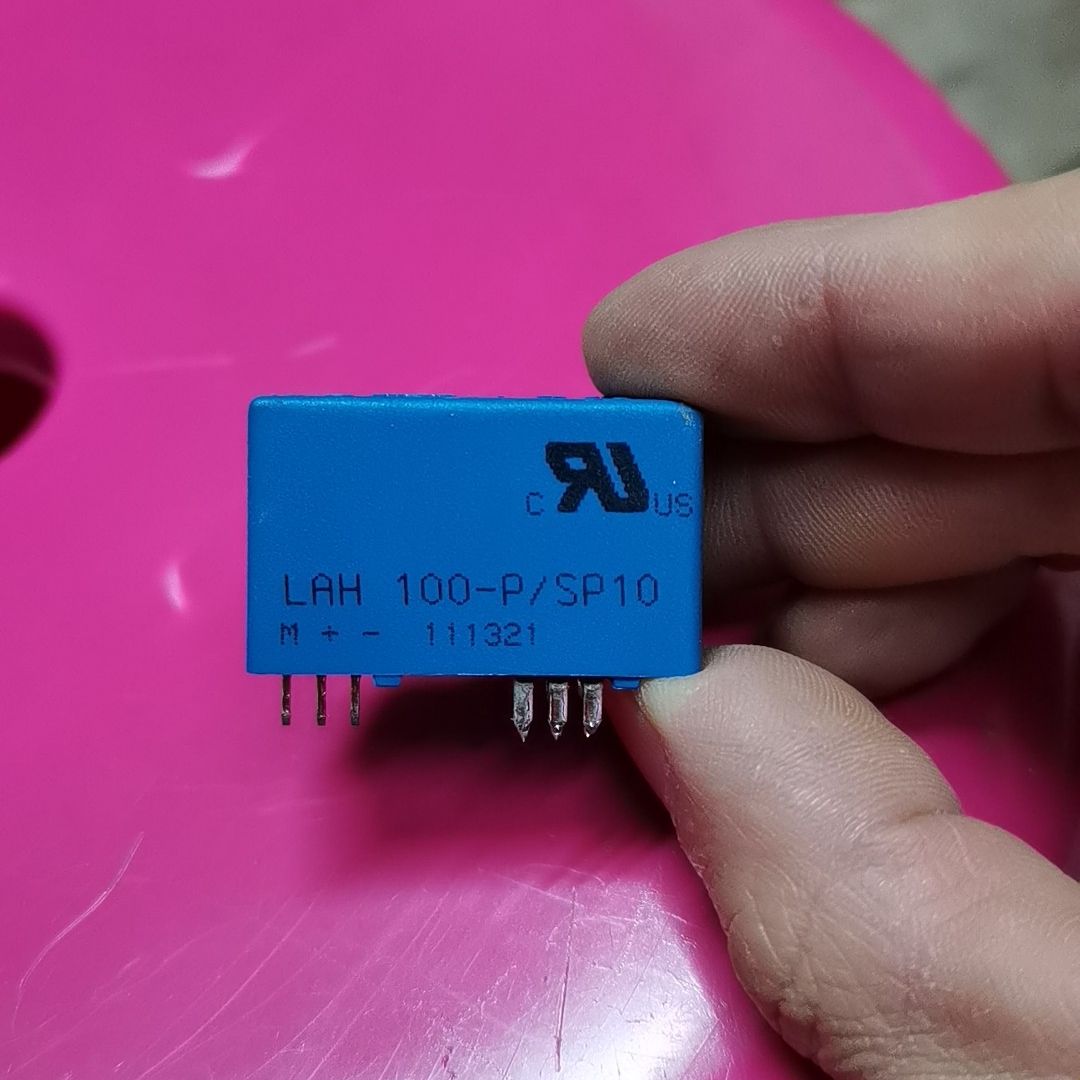 c RU US
LAH 100-P/SP10
M + - 111321